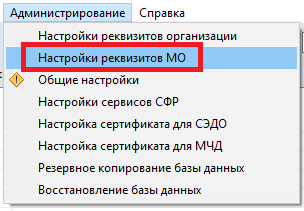 Администрирование Справка
Настройки реквизитов организации
Настройки реквизитов МО
Общие настройки
Настройки сервисов СФР
Настройка сертификата для СЭДО
Настройка сертификата для МЧД
Резервное копирование базы данных
Восстановление базы данных